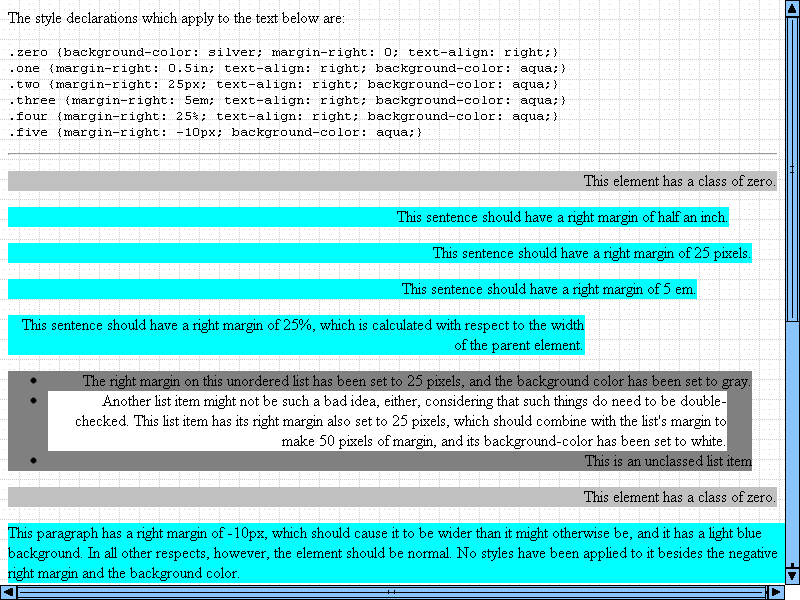 The style declarations which apply to the text below are:
.zero {background-color: silver; margin-right: 0; text-align: right;}
.one {margin-right: 0.5in; text-align: right; background-color: aqua;}
.two {margin-right: 25px; text-align: right; background-color: aqua;}
.three {margin-right: 5em; text-align: right; background-color: aqua;}
.four {margin-right: 25%; text-align: right; background-color: aqua;}
.five {margin-right: -10px; background-color: aqua;}
This element has a class of zero.
This sentence should have a right margin of half an inch.
This sentence should have a right margin of 25 pixels.
This sentence should have a right margin of 5 em.
This sentence should have a right margin of 25%, which is calculated with respect to the width
of the parent element.
The right margin on this unordered list has been set to 25 pixels, and the background color has been set to gray.
Another list item might not be such a bad idea, either, considering that such things do need to be double-
checked. This list item has its right margin also set to 25 pixels, which should combine with the list's margin to
make 50 pixels of margin, and its background-color has been set to white.
This is an unclassed list item
This element has a class of zero.
This paragraph has a right margin of -10px, which should cause it to be wider than it might otherwise be, and it has a light blue
background. In all other respects, however, the element should be normal. No styles have been applied to it besides the negative
right margin and the background color.